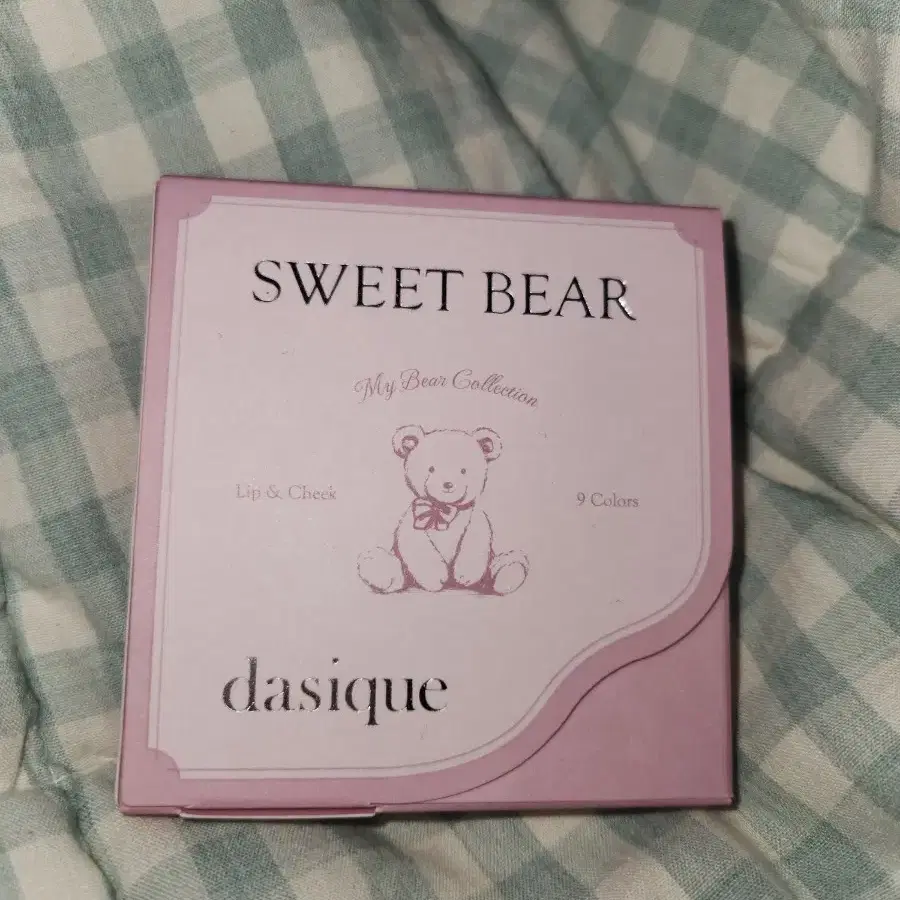 SWEET BEAR
My Bear Collection
Lip & Cheek
9 Colors
dasique